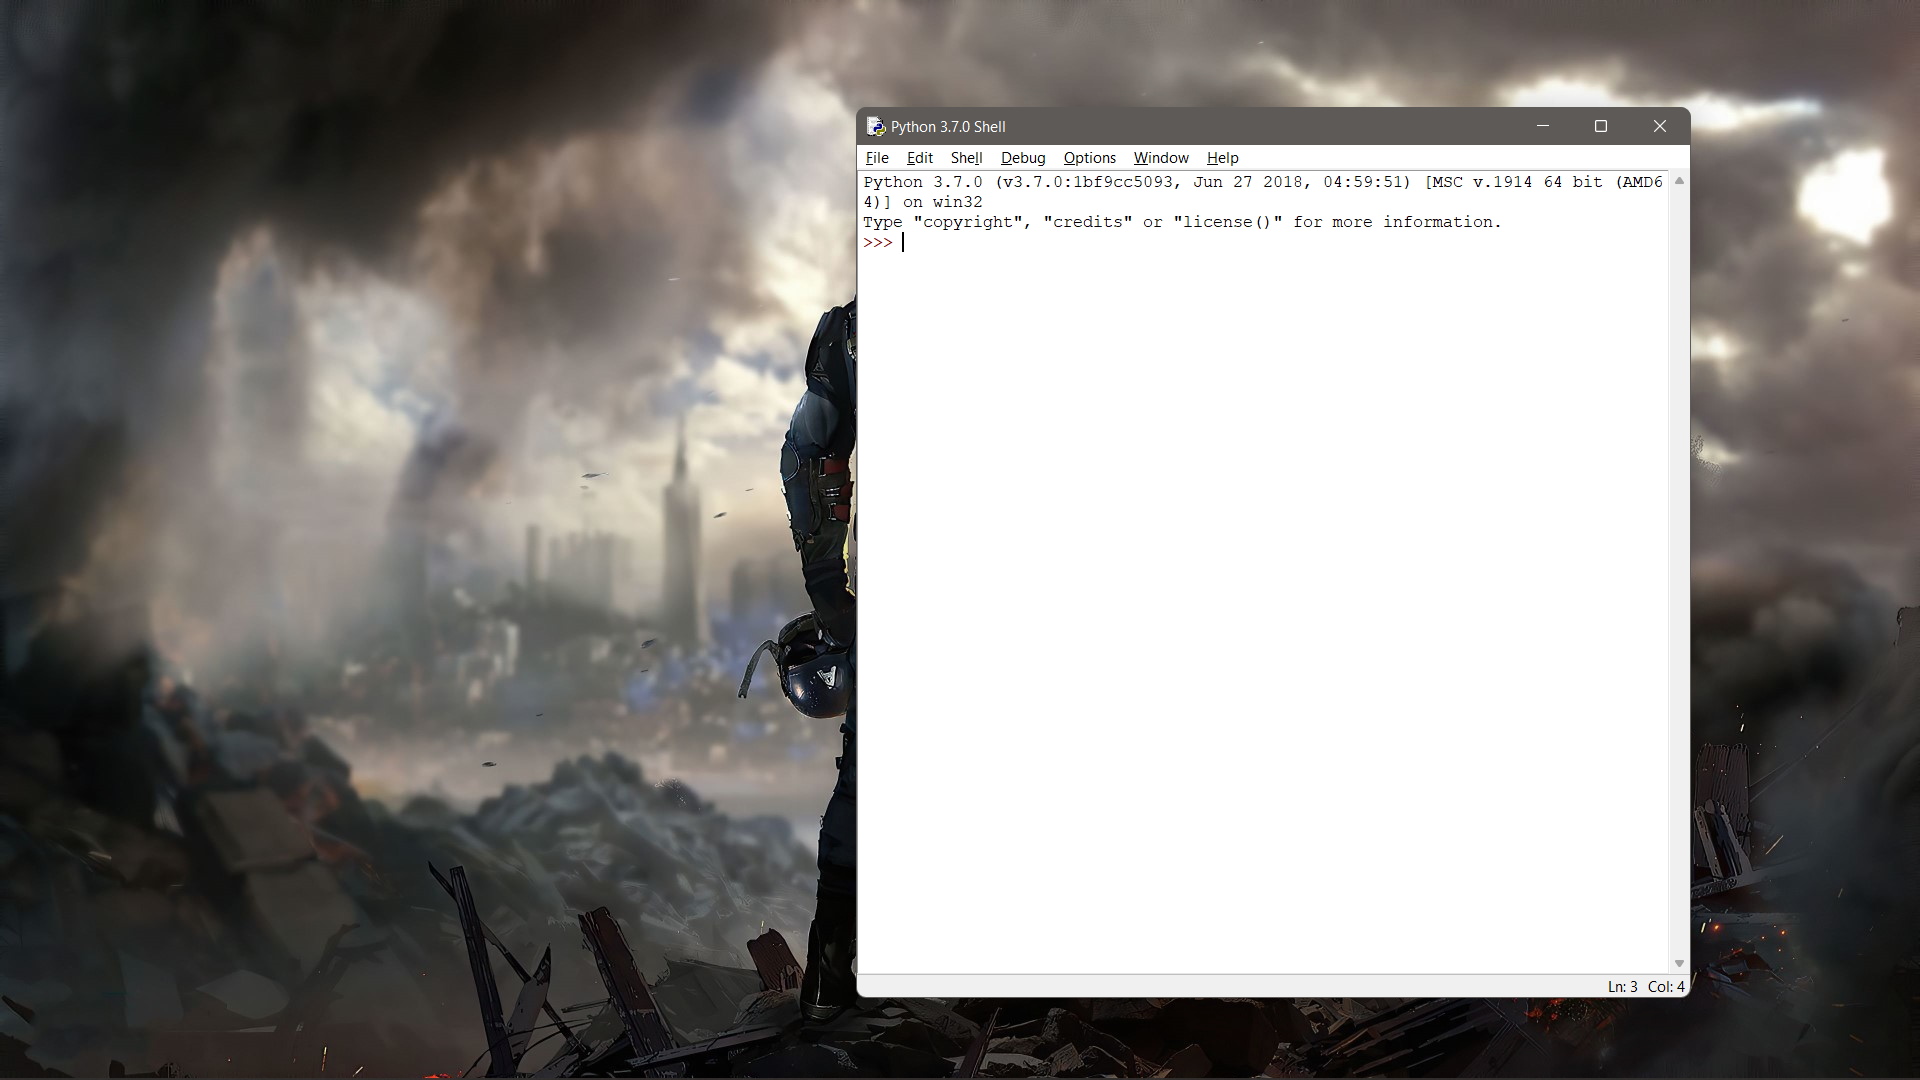 Python 3.7.0 Shell
File Edit Shell Debug Options Window Help
Python 3.7.0 (v3.7.0:1bf9cc5093, Jun 27 2018, 04:59:51) [MSC v.1914 64 bit (AMD6
4)] on win32
Type "copyright", "credits" or "license()" for more information.
>>>
Ln: 3 Col: 4